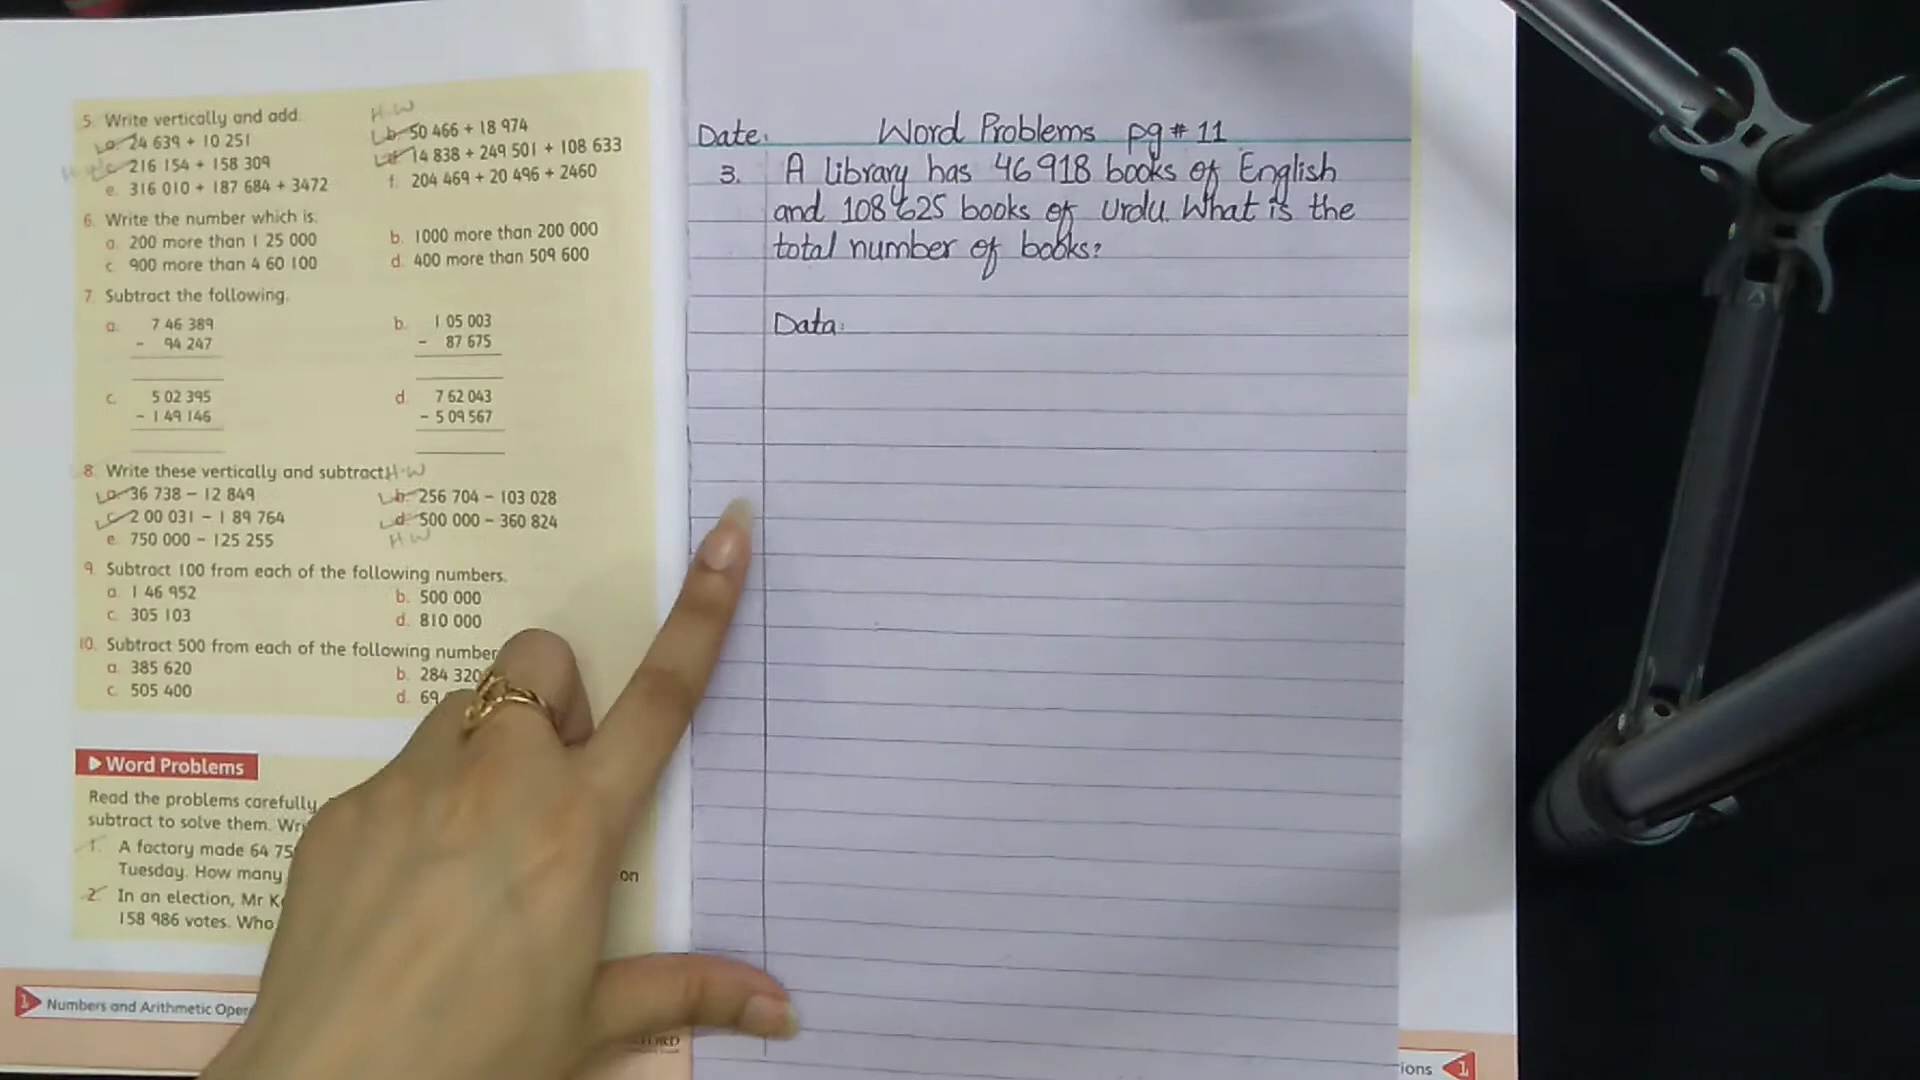 5. Write vertically and add.
H.W
a. 24 639 + 10 251
b. 50 466 + 18 974
c. 216 154 + 158 309
d. 14 838 + 249 501 + 108 633
e. 316 010 + 187 684 + 3472
f. 204 469 + 20 496 + 2460
6. Write the number which is:
a. 200 more than 1 25 000
b. 1000 more than 200 000
c. 900 more than 4 60 100
d. 400 more than 509 600
7. Subtract the following.
a. 7 46 389
- 94 247
b. 1 05 003
- 87 675
c. 5 02 395
- 1 49 146
d. 7 62 043
- 5 09 567
8. Write these vertically and subtract. H.W
a. 36 738 – 12 849
b. 256 704 – 103 028
c. 2 00 031 – 1 89 764
d. 500 000 – 360 824
e. 750 000 – 125 255
H W
9. Subtract 100 from each of the following numbers.
a. 1 46 952
b. 500 000
c. 305 103
d. 810 000
10. Subtract 500 from each of the following number
a. 385 620
b. 284 320
c. 505 400
d. 69
Word Problems
Read the problems carefully.
subtract to solve them. Wri
1. A factory made 64 75
Tuesday. How many
on
2. In an election, Mr K
158 986 votes. Who
1 Numbers and Arithmetic Oper
Date: Word Problems pg # 11
3. A library has 46 918 books of English
and 108 625 books of Urdu. What is the
total number of books?
Data:
ions 1